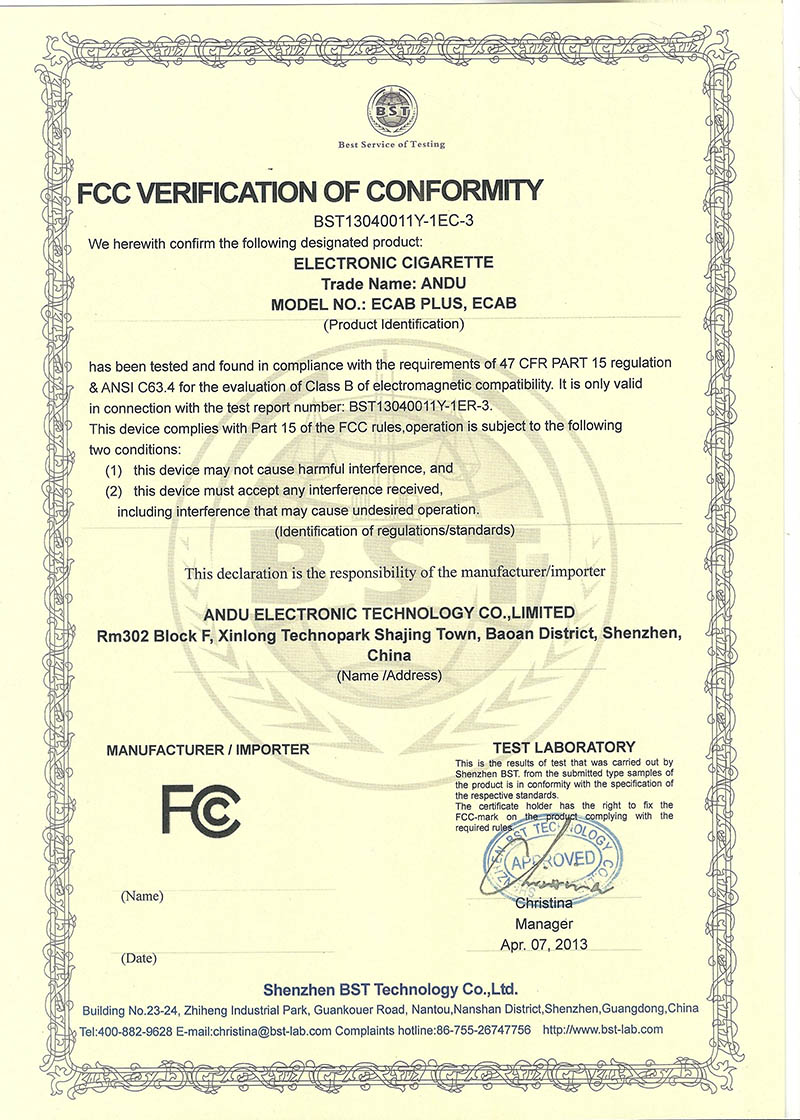 BST
Best Service of Testing
FCC VERIFICATION OF CONFORMITY
BST13040011Y-1EC-3
We herewith confirm the following designated product:
ELECTRONIC CIGARETTE
Trade Name: ANDU
MODEL NO.: ECAB PLUS, ECAB
(Product Identification)
has been tested and found in compliance with the requirements of 47 CFR PART 15 regulation
& ANSI C63.4 for the evaluation of Class B of electromagnetic compatibility. It is only valid
in connection with the test report number: BST13040011Y-1ER-3.
This device complies with Part 15 of the FCC rules,operation is subject to the following
two conditions:
(1) this device may not cause harmful interference, and
(2) this device must accept any interference received,
including interference that may cause undesired operation.
(Identification of regulations/standards)
BST
This declaration is the responsibility of the manufacturer/importer
ANDU ELECTRONIC TECHNOLOGY CO.,LIMITED
Rm302 Block F, Xinlong Technopark Shajing Town, Baoan District, Shenzhen,
China
(Name /Address)
MANUFACTURER / IMPORTER
FCC
(Name)
(Date)
TEST LABORATORY
This is the results of test that was carried out by
Shenzhen BST. from the submitted type samples of
the product is in conformity with the specification of
the respective standards.
The certificate holder has the right to fix the
FCC-mark on the product complying with the
required rules.
SHENZHEN BST TECHNOLOGY CO.,LTD.
APPROVED
Christina
Christina
Manager
Apr. 07, 2013
Shenzhen BST Technology Co.,Ltd.
Building No.23-24, Zhiheng Industrial Park, Guankouer Road, Nantou,Nanshan District,Shenzhen,Guangdong,China
Tel:400-882-9628 E-mail:christina@bst-lab.com Complaints hotline:86-755-26747756 http://www.bst-lab.com